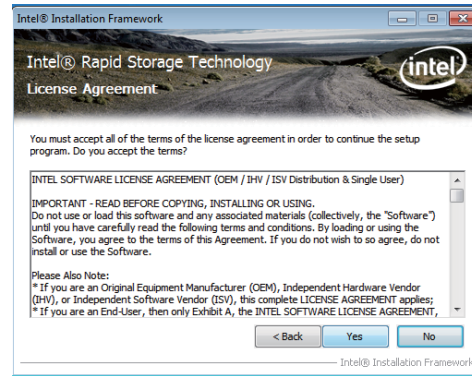 Intel® Installation Framework
Intel® Rapid Storage Technology
License Agreement
intel
You must accept all of the terms of the license agreement in order to continue the setup
program. Do you accept the terms?
INTEL SOFTWARE LICENSE AGREEMENT (OEM / IHV / ISV Distribution & Single User)
IMPORTANT - READ BEFORE COPYING, INSTALLING OR USING.
Do not use or load this software and any associated materials (collectively, the "Software")
until you have carefully read the following terms and conditions. By loading or using the
Software, you agree to the terms of this Agreement. If you do not wish to so agree, do not
install or use the Software.
Please Also Note:
* If you are an Original Equipment Manufacturer (OEM), Independent Hardware Vendor
(IHV), or Independent Software Vendor (ISV), this complete LICENSE AGREEMENT applies;
* If you are an End-User, then only Exhibit A, the INTEL SOFTWARE LICENSE AGREEMENT,
< Back Yes No
Intel® Installation Framework